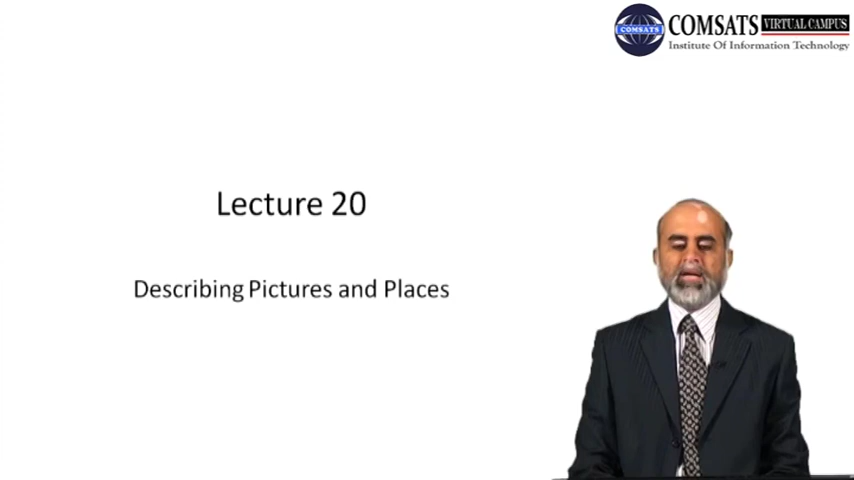 COMSATS VIRTUAL CAMPUS
COMSATS
Institute Of Information Technology
Lecture 20
Describing Pictures and Places